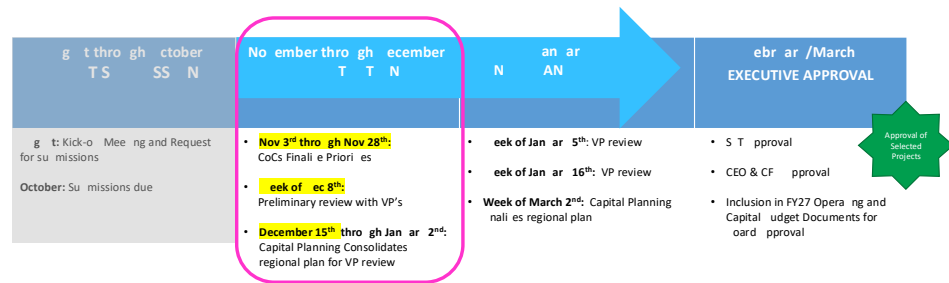 g t thro gh ctober
T S SS N
No ember thro gh ecember
T T N
an ar
N AN
ebr ar /March
EXECUTIVE APPROVAL
g t: Kick-o Mee ng and Request
for su missions
October: Su missions due
• Nov 3rd thro gh Nov 28th:
CoCs Finali e Priori es
• eek of ec 8th:
Preliminary review with VP's
• December 15th thro gh Jan ar 2nd:
Capital Planning Consolidates
regional plan for VP review
• eek of Jan ar 5th: VP review
• eek of Jan ar 16th: VP review
• Week of March 2nd: Capital Planning
nali es regional plan
• S T pproval
• CEO & CF pproval
• Inclusion in FY27 Opera ng and
Capital udget Documents for
oard pproval
Approval of
Selected
Projects